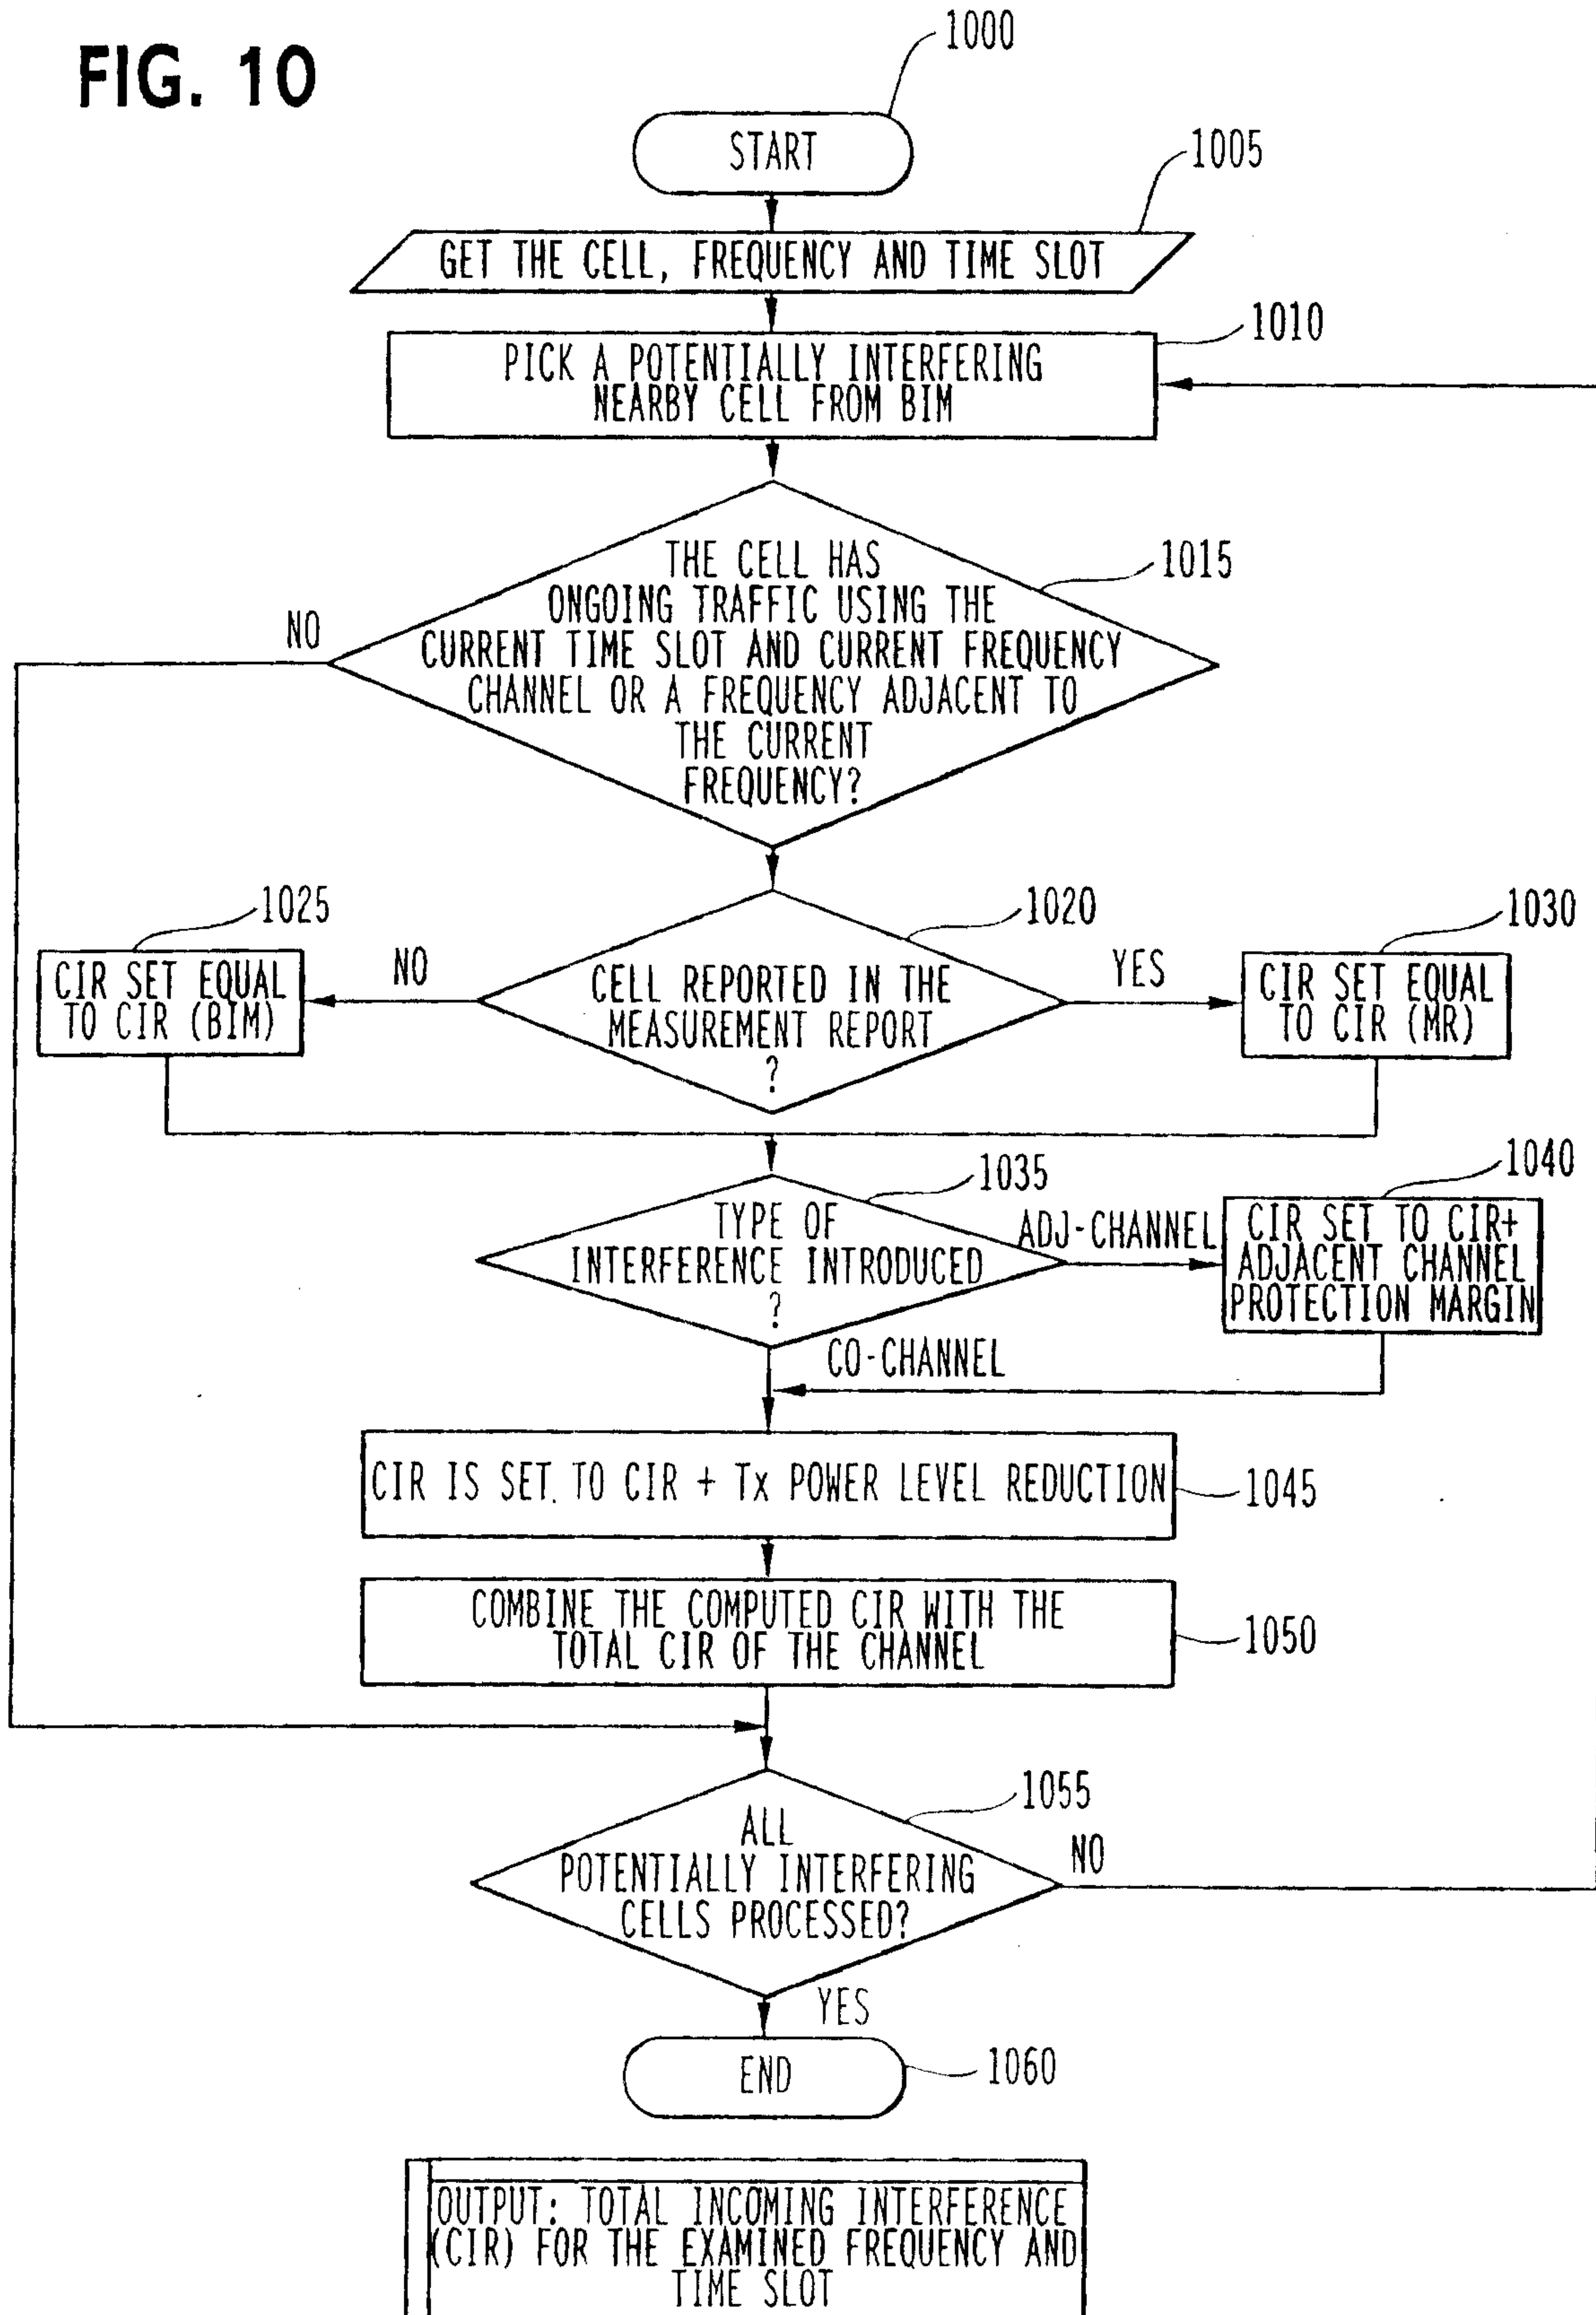 FIG. 10
1000
START
1005
GET THE CELL, FREQUENCY AND TIME SLOT
1010
PICK A POTENTIALLY INTERFERING
NEARBY CELL FROM BIM
1015
THE CELL HAS
ONGOING TRAFFIC USING THE
CURRENT TIME SLOT AND CURRENT FREQUENCY
CHANNEL OR A FREQUENCY ADJACENT TO
THE CURRENT
FREQUENCY?
NO
1020
CELL REPORTED IN THE
MEASUREMENT REPORT
?
NO
1025
CIR SET EQUAL
TO CIR (BIM)
YES
1030
CIR SET EQUAL
TO CIR (MR)
1035
TYPE OF
INTERFERENCE INTRODUCED
?
ADJ-CHANNEL
1040
CIR SET TO CIR+
ADJACENT CHANNEL
PROTECTION MARGIN
CO-CHANNEL
CIR IS SET. TO CIR + Tx POWER LEVEL REDUCTION
1045
COMBINE THE COMPUTED CIR WITH THE
TOTAL CIR OF THE CHANNEL
1050
1055
ALL
POTENTIALLY INTERFERING
CELLS PROCESSED?
NO
YES
END
1060
OUTPUT: TOTAL INCOMING INTERFERENCE
(CIR) FOR THE EXAMINED FREQUENCY AND
TIME SLOT